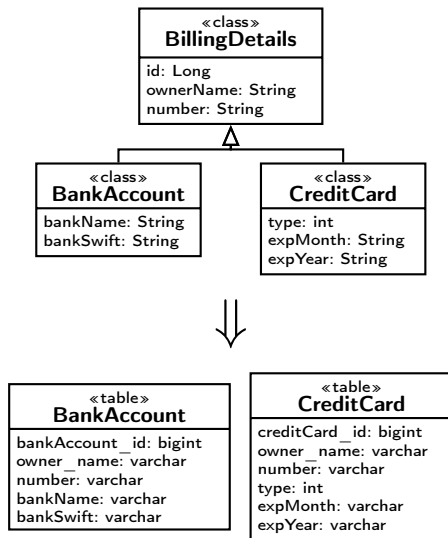 «class»
BillingDetails
id: Long
ownerName: String
number: String
«class»
BankAccount
bankName: String
bankSwift: String
«class»
CreditCard
type: int
expMonth: String
expYear: String
«table»
BankAccount
bankAccount_id: bigint
owner_name: varchar
number: varchar
bankName: varchar
bankSwift: varchar
«table»
CreditCard
creditCard_id: bigint
owner_name: varchar
number: varchar
type: int
expMonth: varchar
expYear: varchar